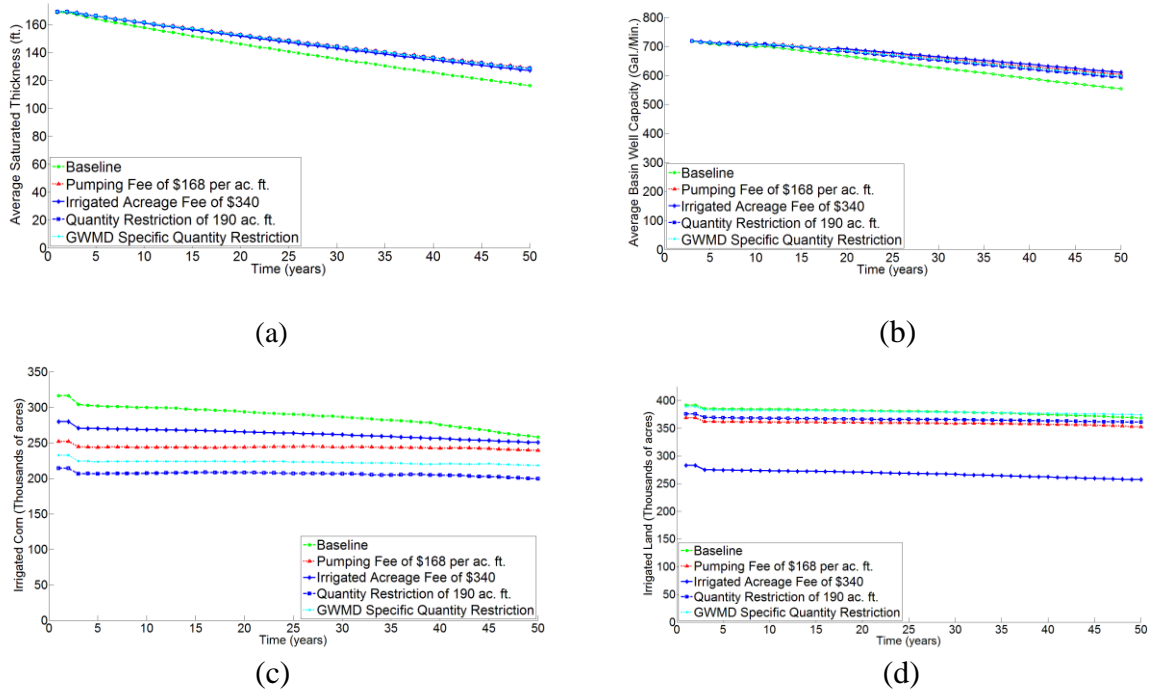 Average Saturated Thickness (ft.)
160
140
120
100
80
60
40
20
0
Baseline
Pumping Fee of $168 per ac. ft.
Irrigated Acreage Fee of $340
Quantity Restriction of 190 ac. ft.
GWMD Specific Quantity Restriction
0 5 10 15 20 25 30 35 40 45 50
Time (years)
(a)
Average Basin Well Capacity (Gal./Min.)
800
700
600
500
400
300
200
100
0
Baseline
Pumping Fee of $168 per ac. ft.
Irrigated Acreage Fee of $340
Quantity Restriction of 190 ac. ft.
GWMD Specific Quantity Restriction
0 5 10 15 20 25 30 35 40 45 50
Time (years)
(b)
Irrigated Corn (Thousands of acres)
350
300
250
200
150
100
50
0
Baseline
Pumping Fee of $168 per ac. ft.
Irrigated Acreage Fee of $340
Quantity Restriction of 190 ac. ft.
GWMD Specific Quantity Restriction
0 5 10 15 20 25 30 35 40 45 50
Time (years)
(c)
Irrigated Land (Thousands of acres)
400
350
300
250
200
150
100
50
0
Baseline
Pumping Fee of $168 per ac. ft.
Irrigated Acreage Fee of $340
Quantity Restriction of 190 ac. ft.
GWMD Specific Quantity Restriction
0 5 10 15 20 25 30 35 40 45 50
Time (years)
(d)